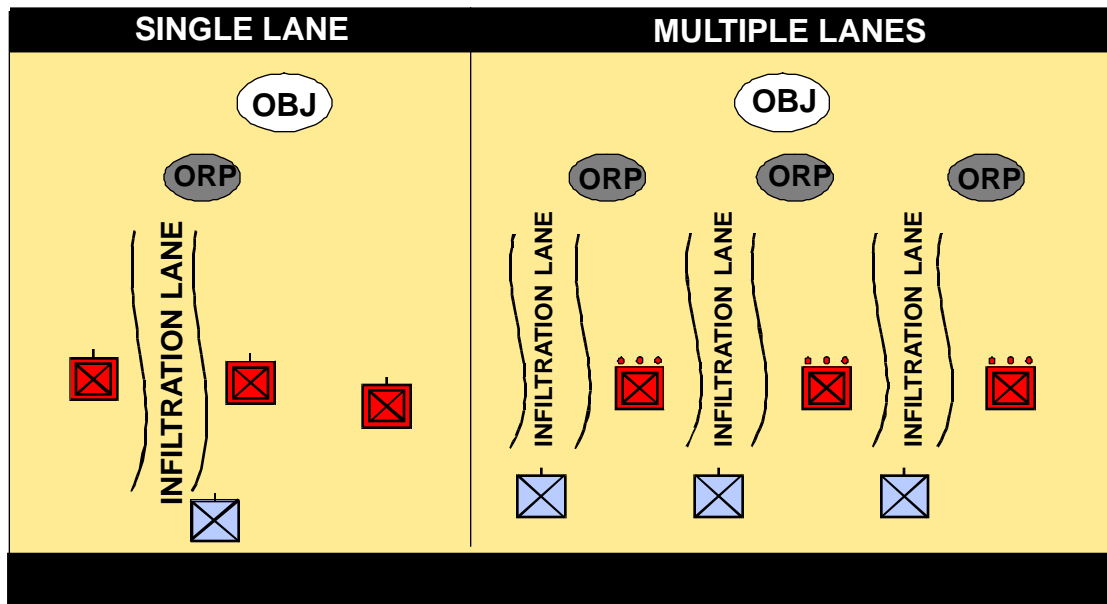 SINGLE LANE
OBJ
ORP
INFILTRATION LANE
MULTIPLE LANES
OBJ
ORP
ORP
ORP
INFILTRATION LANE
INFILTRATION LANE
INFILTRATION LANE